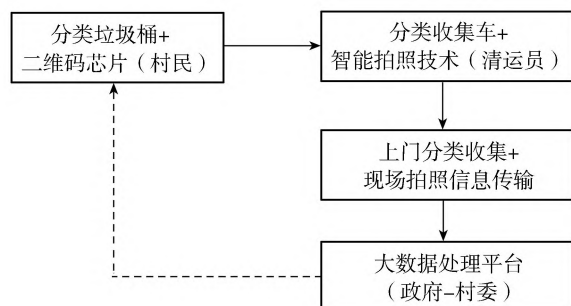 分类垃圾桶+
二维码芯片（村民）
分类收集车+
智能拍照技术（清运员）
上门分类收集+
现场拍照信息传输
大数据处理平台
（政府-村委）